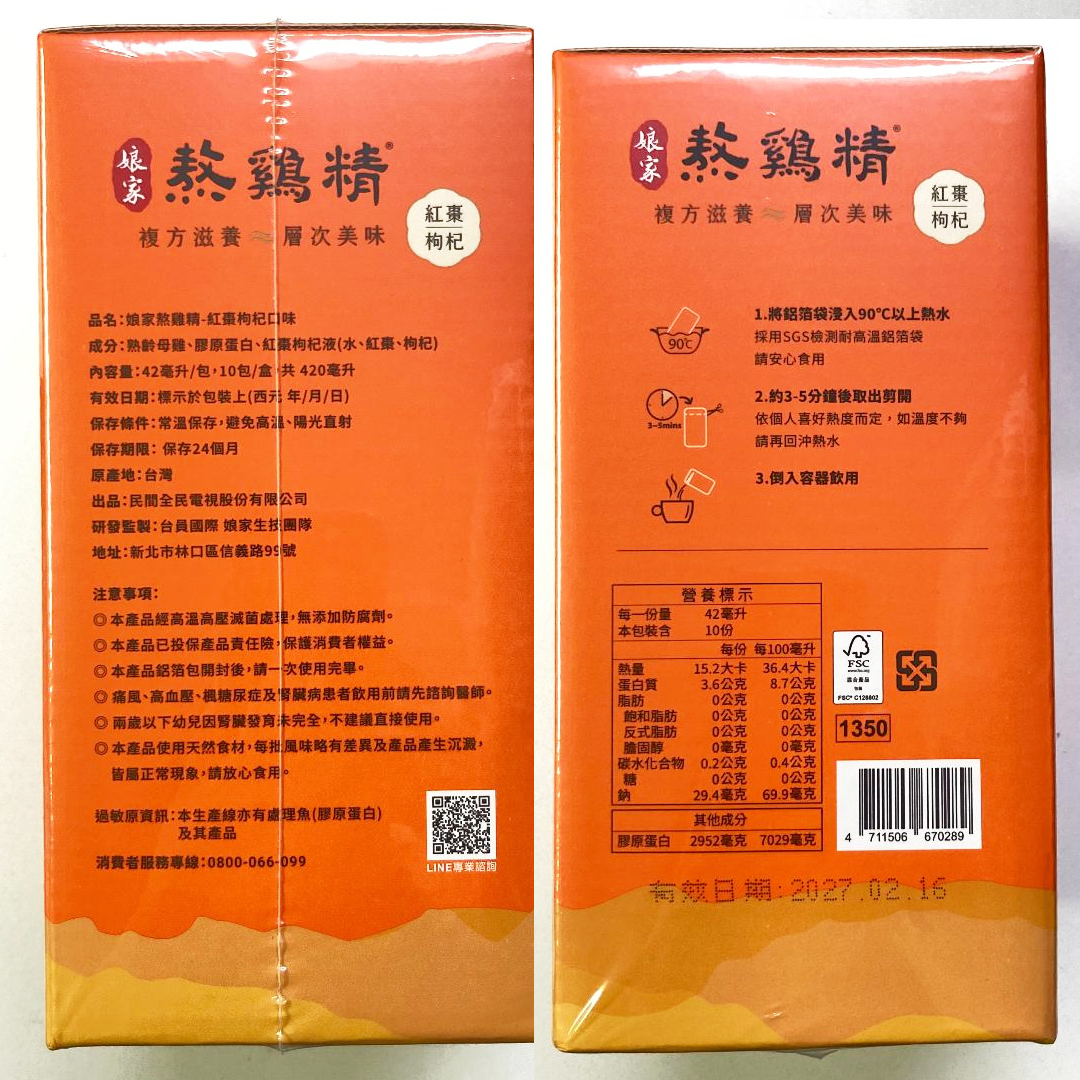 娘家
熬鷄精®
複方滋養≈層次美味
紅棗
枸杞
品名:娘家熬雞精-紅棗枸杞口味
成分:熟齡母雞、膠原蛋白、紅棗枸杞液(水、紅棗、枸杞)
內容量:42毫升/包,10包/盒,共 420毫升
有效日期:標示於包裝上(西元 年/月/日)
保存條件:常溫保存,避免高溫、陽光直射
保存期限: 保存24個月
原產地:台灣
出品:民間全民電視股份有限公司
研發監製:台員國際 娘家生技團隊
地址:新北市林口區信義路99號
注意事項:
◎本產品經高溫高壓滅菌處理,無添加防腐劑。
◎本產品已投保產品責任險,保護消費者權益。
◎本產品鋁箔包開封後,請一次使用完畢。
◎痛風、高血壓、楓糖尿症及腎臟病患者飲用前請先諮詢醫師。
◎兩歲以下幼兒因腎臟發育未完全,不建議直接使用。
◎本產品使用天然食材,每批風味略有差異及產品產生沉澱,
皆屬正常現象,請放心食用。
過敏原資訊:本生產線亦有處理魚(膠原蛋白)
及其產品
消費者服務專線:0800-066-099
LINE專業諮詢
娘家
熬鷄精®
複方滋養≈層次美味
紅棗
枸杞
90℃
1.將鋁箔袋浸入90℃以上熱水
採用SGS檢測耐高溫鋁箔袋
請安心食用
3~5mins
2.約3-5分鐘後取出剪開
依個人喜好熱度而定,如溫度不夠
請再回沖熱水
3.倒入容器飲用
營養標示
每一份量 42毫升
本包裝含 10份
每份 每100毫升
熱量 15.2大卡 36.4大卡
蛋白質 3.6公克 8.7公克
脂肪 0公克 0公克
飽和脂肪 0公克 0公克
反式脂肪 0公克 0公克
膽固醇 0毫克 0毫克
碳水化合物 0.2公克 0.4公克
糖 0公克 0公克
鈉 29.4毫克 69.9毫克
其他成分
膠原蛋白 2952毫克 7029毫克
FSC
www.fsc.org
混合產品
包裝
FSC® C128802
1350
4 711506 670289
有效日期:2027.02.16